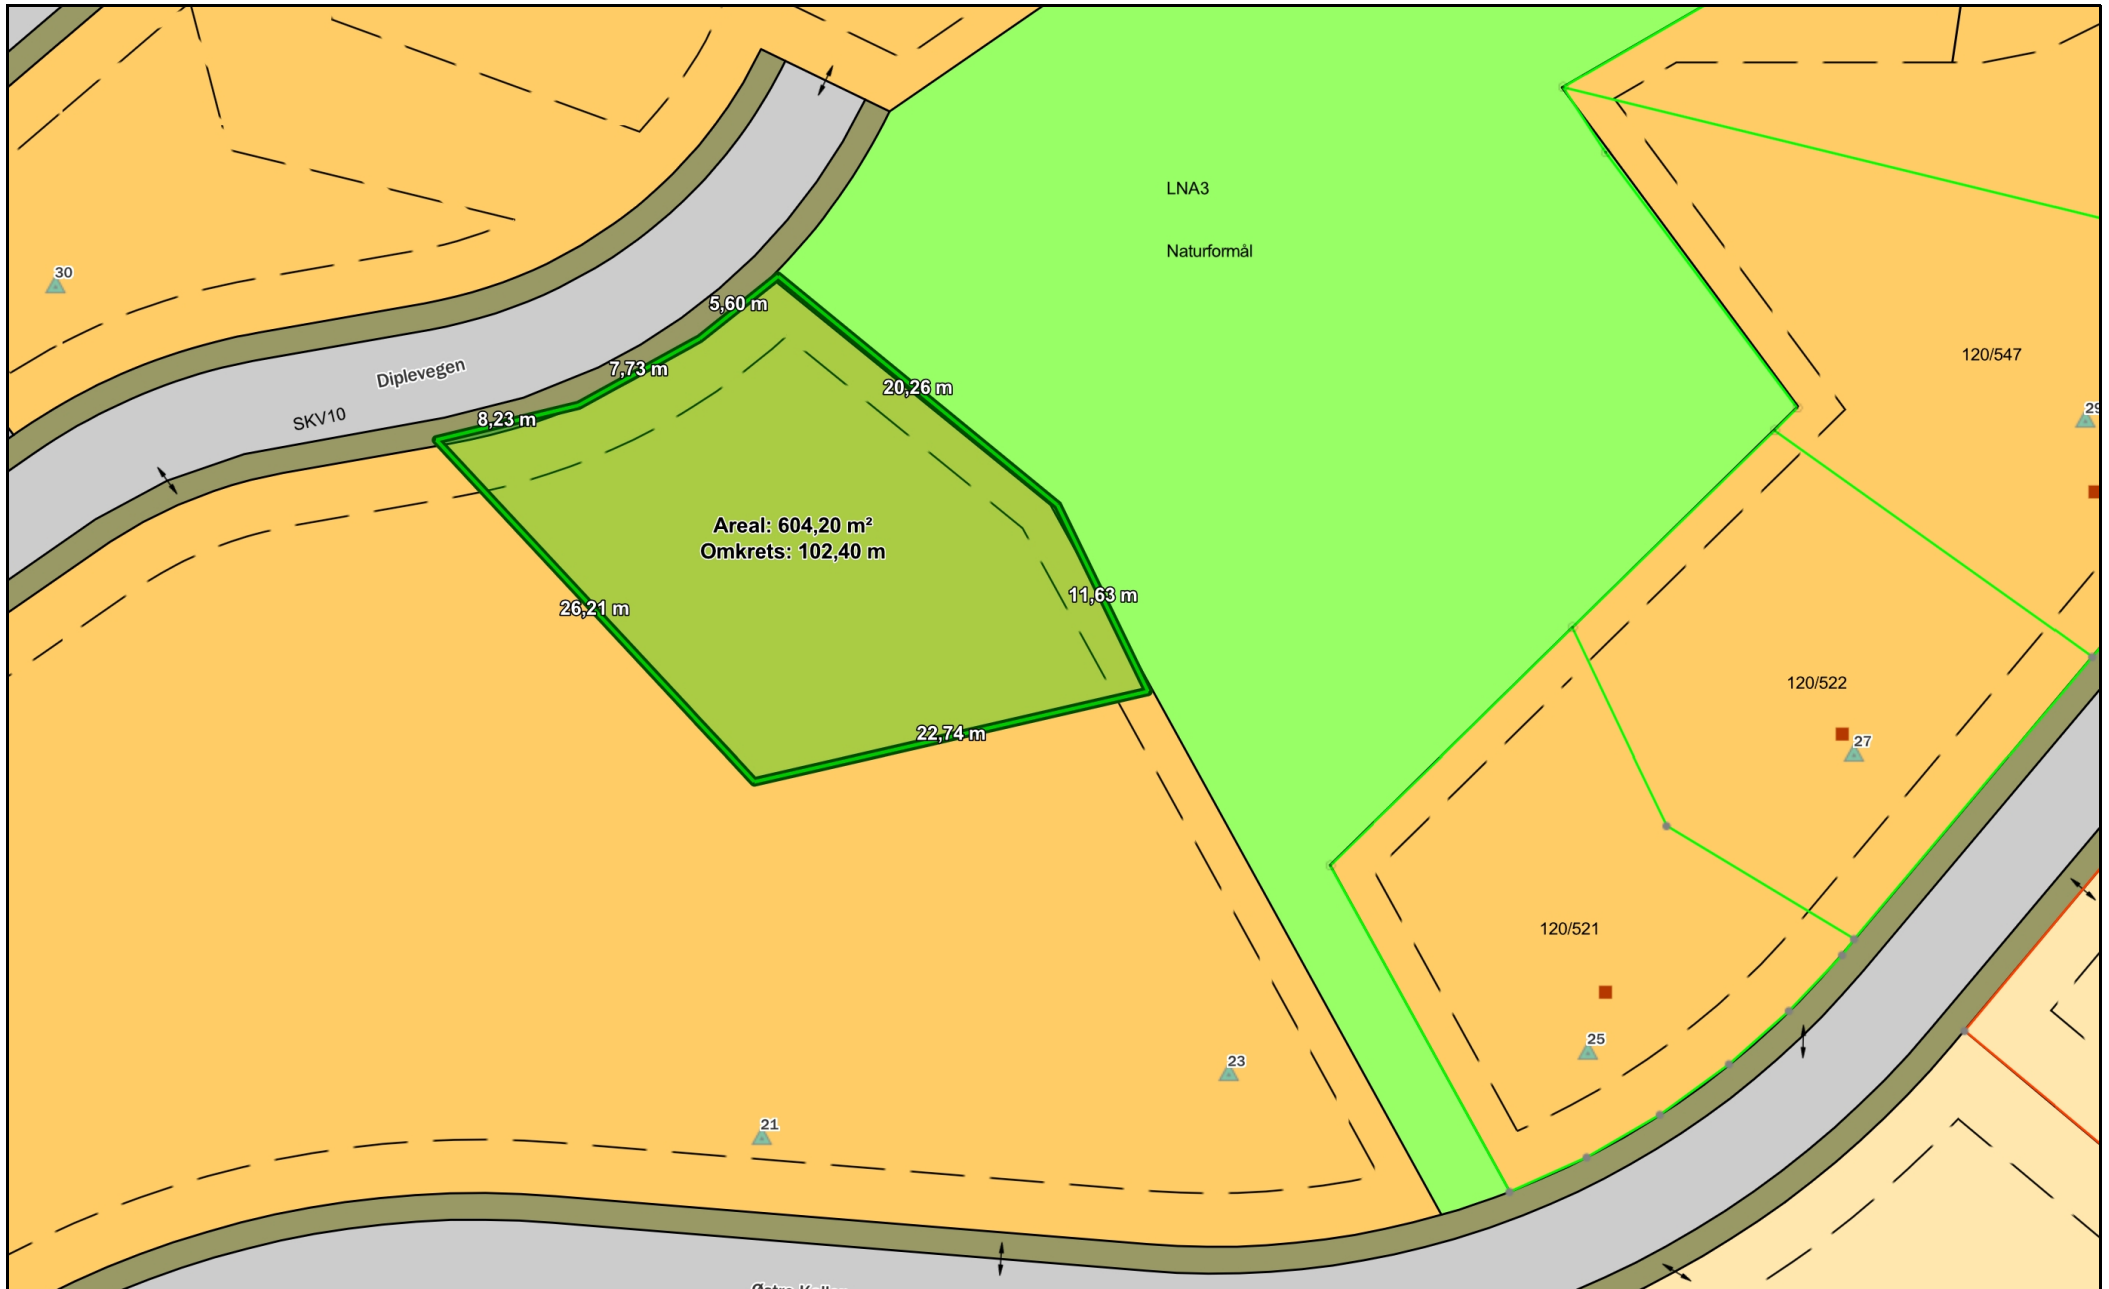 LNA3
Naturformål
30
5,60 m
120/547
7,73 m
Diplevegen
20,26 m
SKV10
8,23 m
29
Areal: 604,20 m²
Omkrets: 102,40 m
11,63 m
26,21 m
120/522
22,74 m
27
120/521
25
23
21